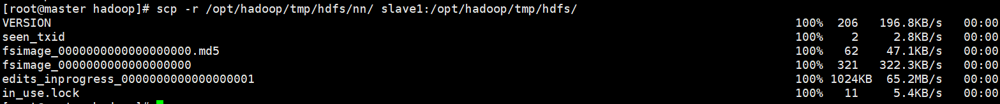 [root@master hadoop]# scp -r /opt/hadoop/tmp/hdfs/nn/ slave1:/opt/hadoop/tmp/hdfs/
VERSION 100% 206 196.8KB/s 00:00
seen_txid 100% 2 2.8KB/s 00:00
fsimage_0000000000000000000.md5 100% 62 47.1KB/s 00:00
fsimage_0000000000000000000 100% 321 322.3KB/s 00:00
edits_inprogress_0000000000000000001 100% 1024KB 65.2MB/s 00:00
in_use.lock 100% 11 5.4KB/s 00:00
[root@master hadoop]#